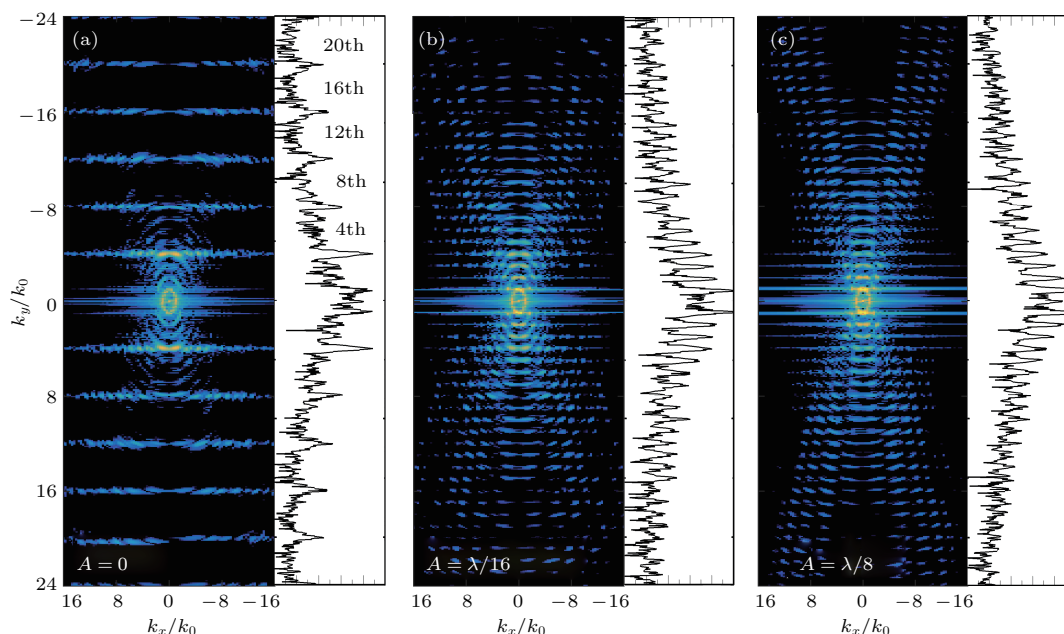 (a)
(b)
(c)
−24
−16
−8
0
8
16
24
k_y/k_0
20th
16th
12th
8th
4th
A = 0
A = λ/16
A = λ/8
16 8 0 −8 −16
16 8 0 −8 −16
16 8 0 −8 −16
k_x/k_0
k_x/k_0
k_x/k_0